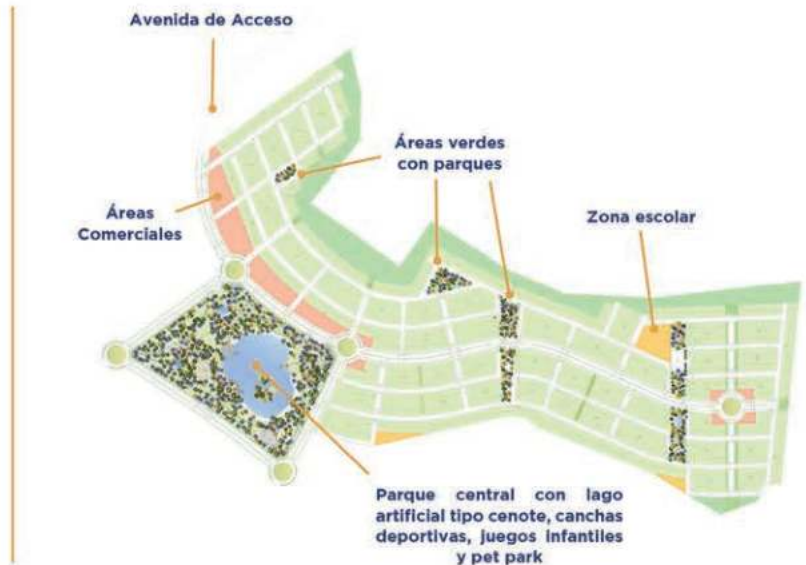 Avenida de Acceso
Áreas verdes
con parques
Áreas
Comerciales
Zona escolar
Parque central con lago
artificial tipo cenote, canchas
deportivas, juegos infantiles
y pet park